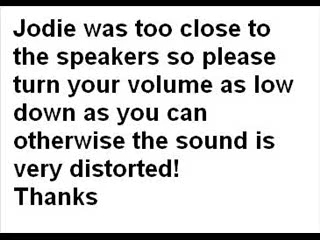 Jodie was too close to
the speakers so please
turn your volume as low
down as you can
otherwise the sound is
very distorted!
Thanks